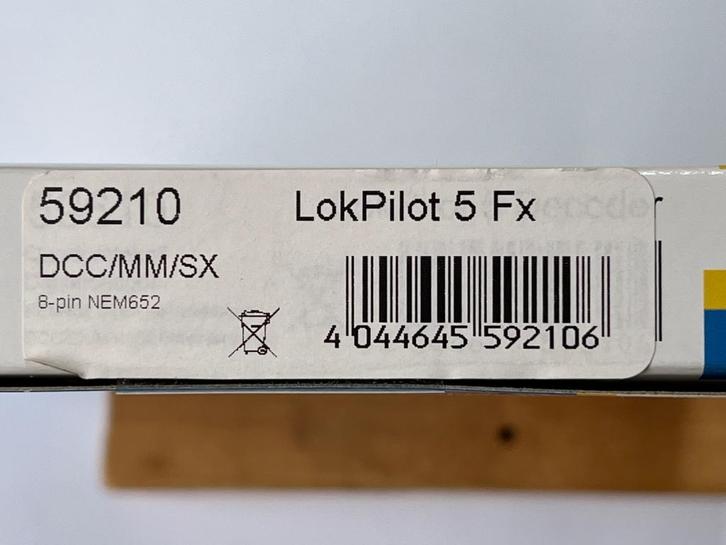 59210 LokPilot 5 Fx
DCC/MM/SX
8-pin NEM652
4 044645 592106